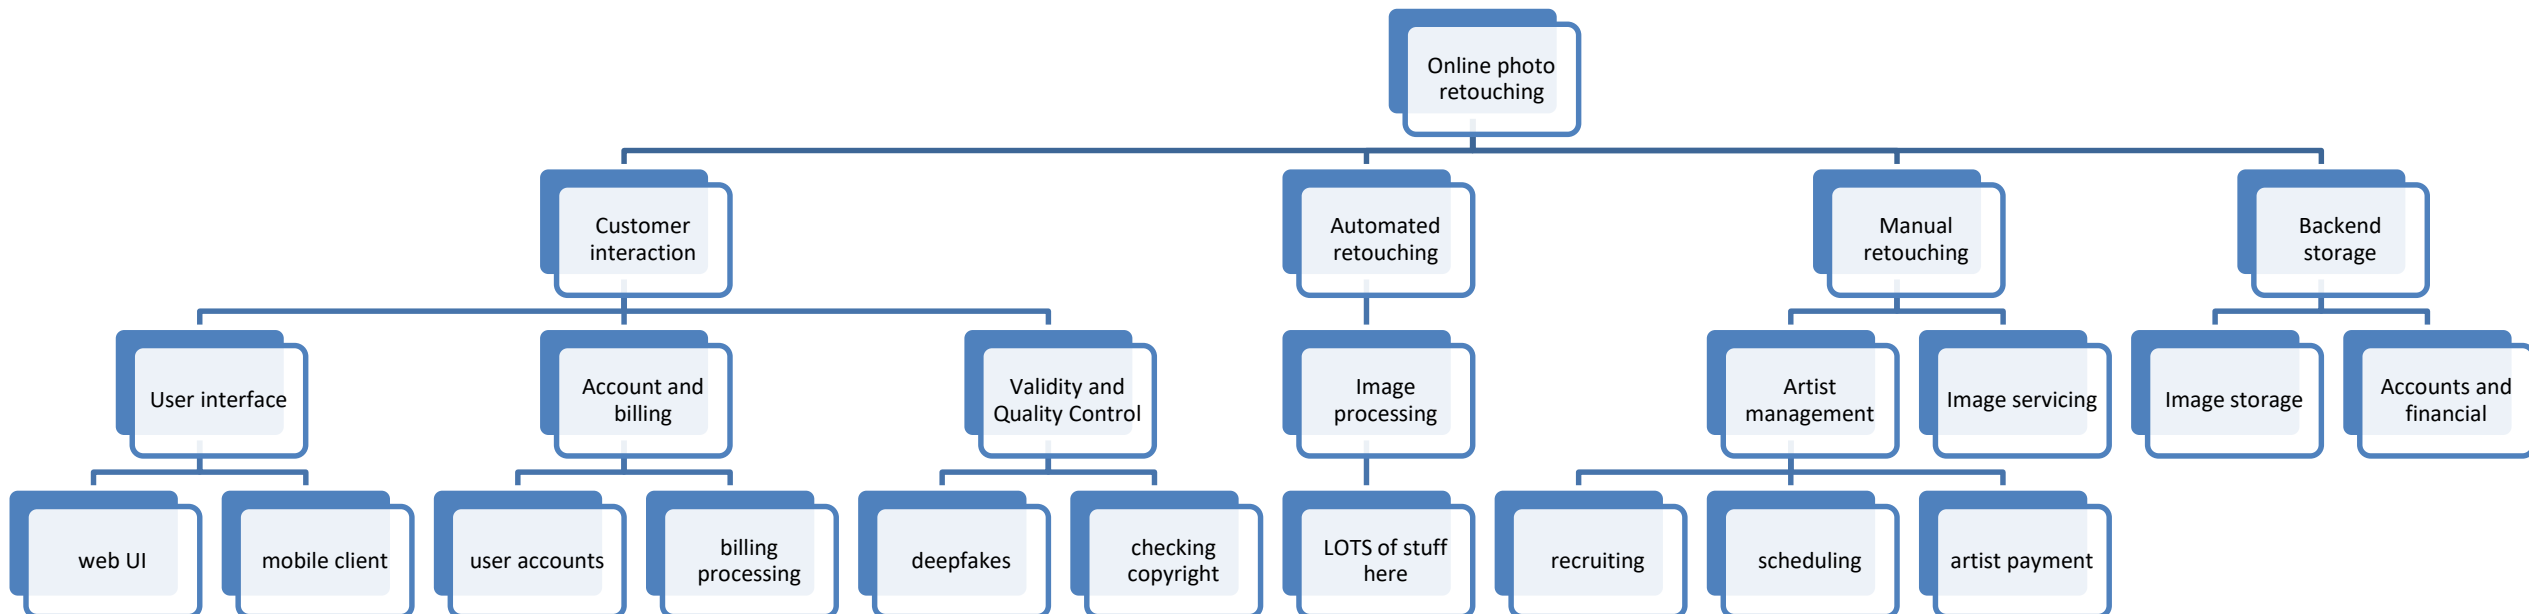 Online photo
retouching
Customer
interaction
Automated
retouching
Manual
retouching
Backend
storage
User interface
Account and
billing
Validity and
Quality Control
Image
processing
Artist
management
Image servicing
Image storage
Accounts and
financial
web UI
mobile client
user accounts
billing
processing
deepfakes
checking
copyright
LOTS of stuff
here
recruiting
scheduling
artist payment